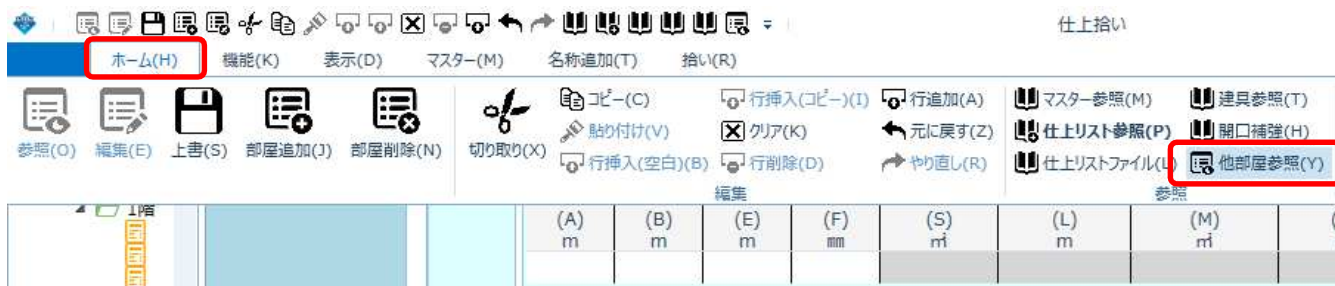 仕上拾い
ホーム(H) 機能(K) 表示(D) マスター(M) 名称追加(T) 拾い(R)
コピー(C) 行挿入(コピー)(I) 行追加(A) マスター参照(M) 建具参照(T)
貼り付け(V) クリア(K) 元に戻す(Z) 仕上リスト参照(P) 開口補強(H)
参照(O) 編集(E) 上書(S) 部屋追加(J) 部屋削除(N) 切り取り(X)
行挿入(空白)(B) 行削除(D) やり直し(R) 仕上リストファイル(L) 他部屋参照(Y)
編集 参照
1階
(A) (B) (E) (F) (S) (L) (M)
m m m mm ㎡ m ㎡